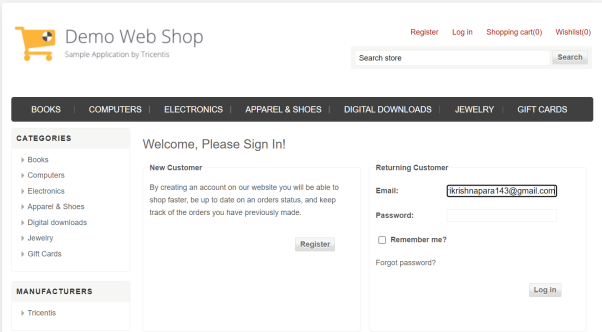 Demo Web Shop
Sample Application by Tricentis
Register Log in Shopping cart(0) Wishlist(0)
Search store Search
BOOKS COMPUTERS ELECTRONICS APPAREL & SHOES DIGITAL DOWNLOADS JEWELRY GIFT CARDS
CATEGORIES
Books
Computers
Electronics
Apparel & Shoes
Digital downloads
Jewelry
Gift Cards
MANUFACTURERS
Tricentis
Welcome, Please Sign In!
New Customer
By creating an account on our website you will be able to
shop faster, be up to date on an orders status, and keep
track of the orders you have previously made.
Register
Returning Customer
Email: ikrishnapara143@gmail.com
Password:
Remember me?
Forgot password?
Log in